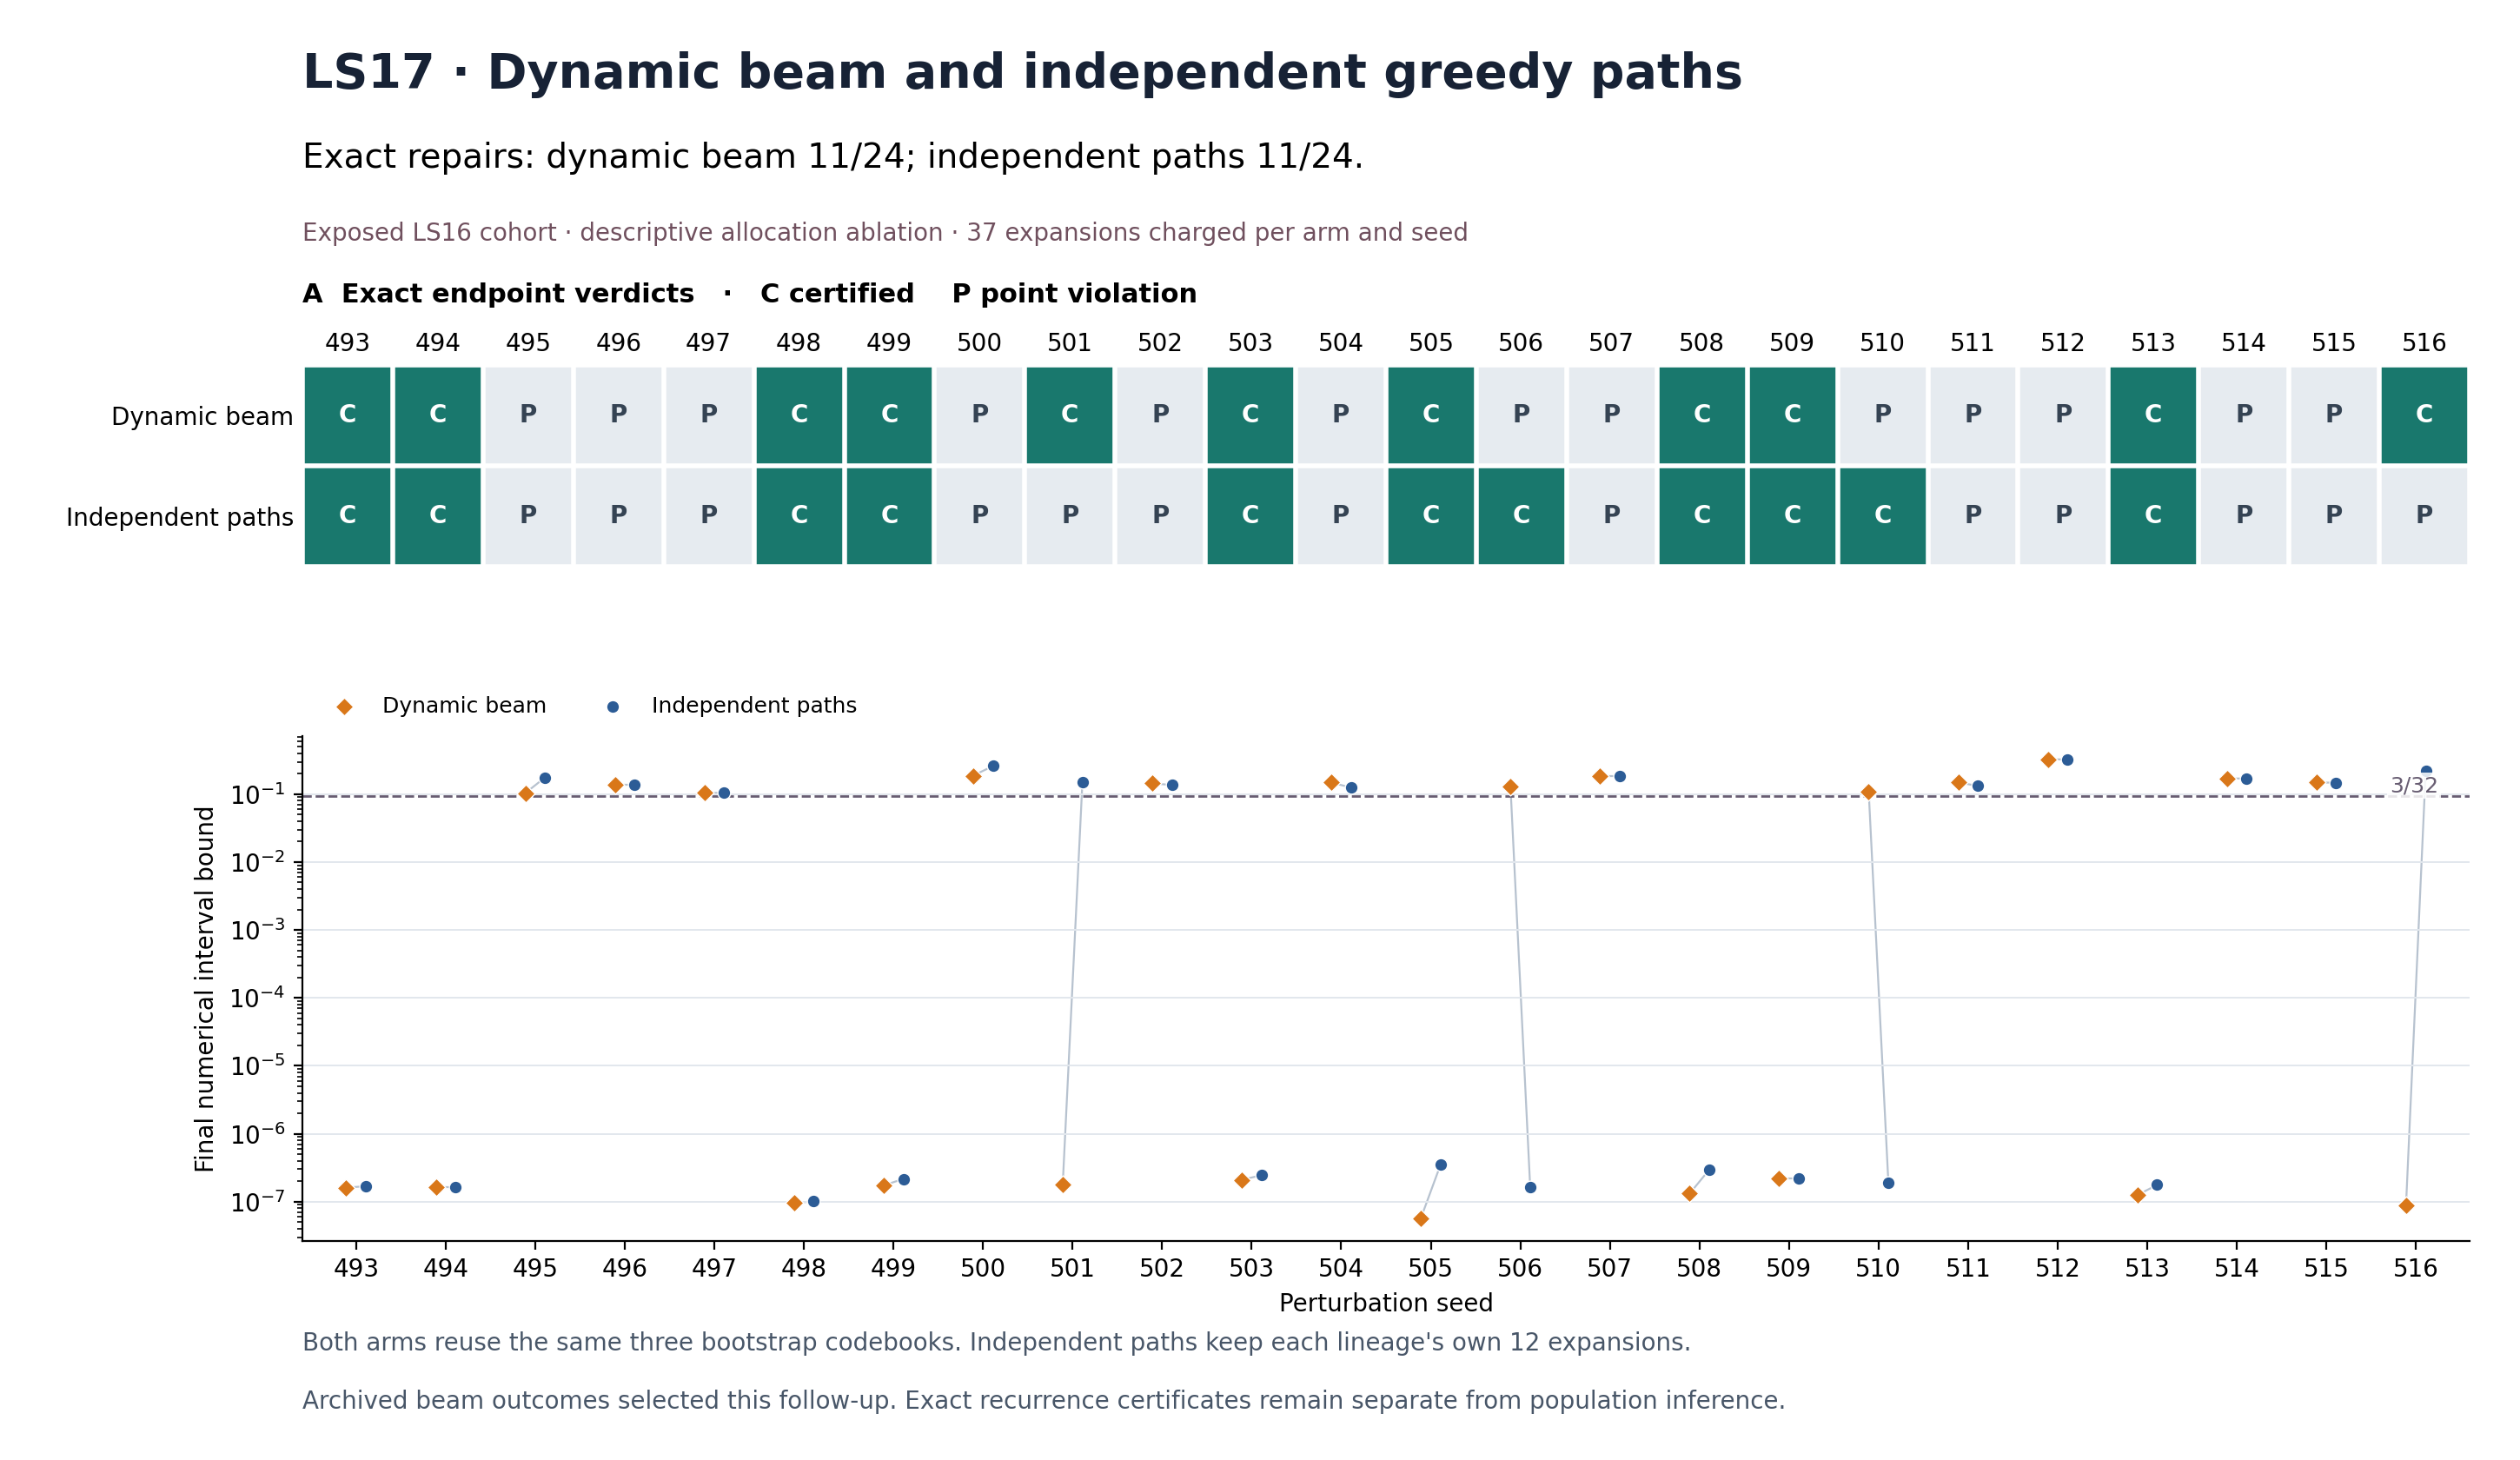 LS17 · Dynamic beam and independent greedy paths
Exact repairs: dynamic beam 11/24; independent paths 11/24.
Exposed LS16 cohort · descriptive allocation ablation · 37 expansions charged per arm and seed
A Exact endpoint verdicts · C certified P point violation
493 494 495 496 497 498 499 500 501 502 503 504 505 506 507 508 509 510 511 512 513 514 515 516
Dynamic beam C C P P P C C P C P C P C P P C C P P P C P P C
Independent paths C C P P P C C P P P C P C C P C C C P P C P P P
Dynamic beam Independent paths
Final numerical interval bound
10⁻¹
3/32
10⁻²
10⁻³
10⁻⁴
10⁻⁵
10⁻⁶
10⁻⁷
493 494 495 496 497 498 499 500 501 502 503 504 505 506 507 508 509 510 511 512 513 514 515 516
Perturbation seed
Both arms reuse the same three bootstrap codebooks. Independent paths keep each lineage's own 12 expansions.
Archived beam outcomes selected this follow-up. Exact recurrence certificates remain separate from population inference.